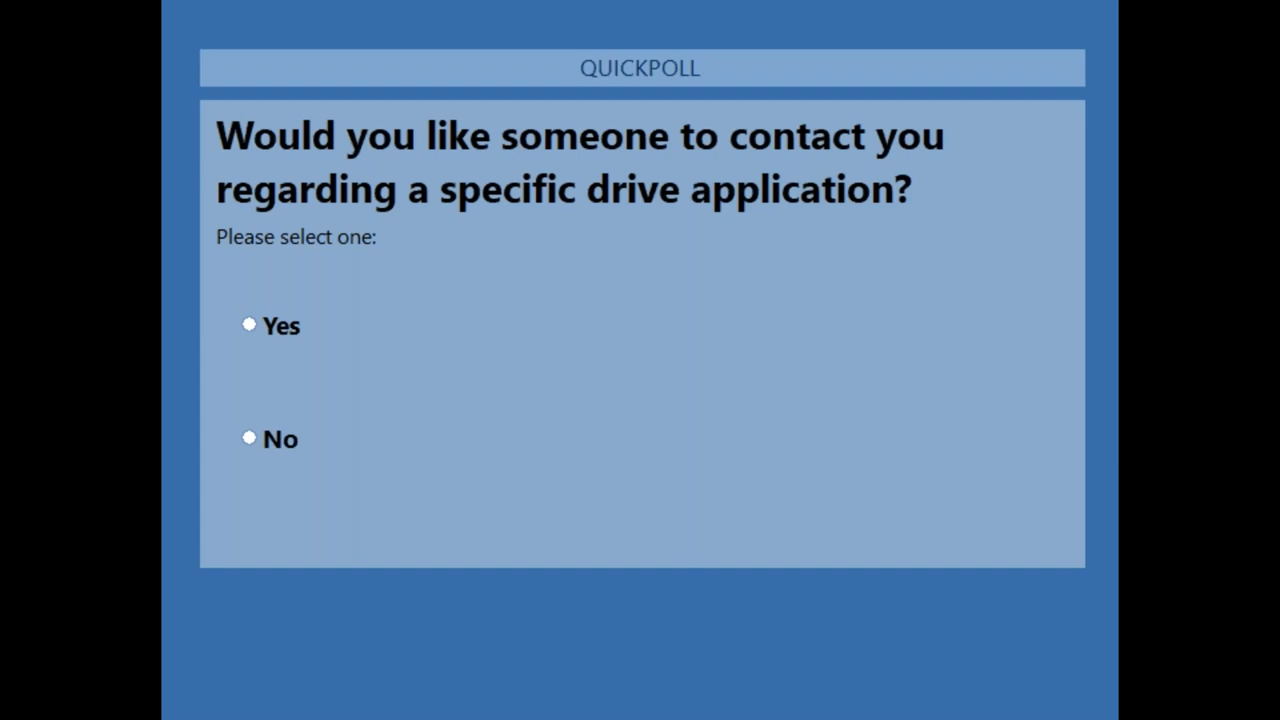 QUICKPOLL
Would you like someone to contact you
regarding a specific drive application?
Please select one:
Yes
No